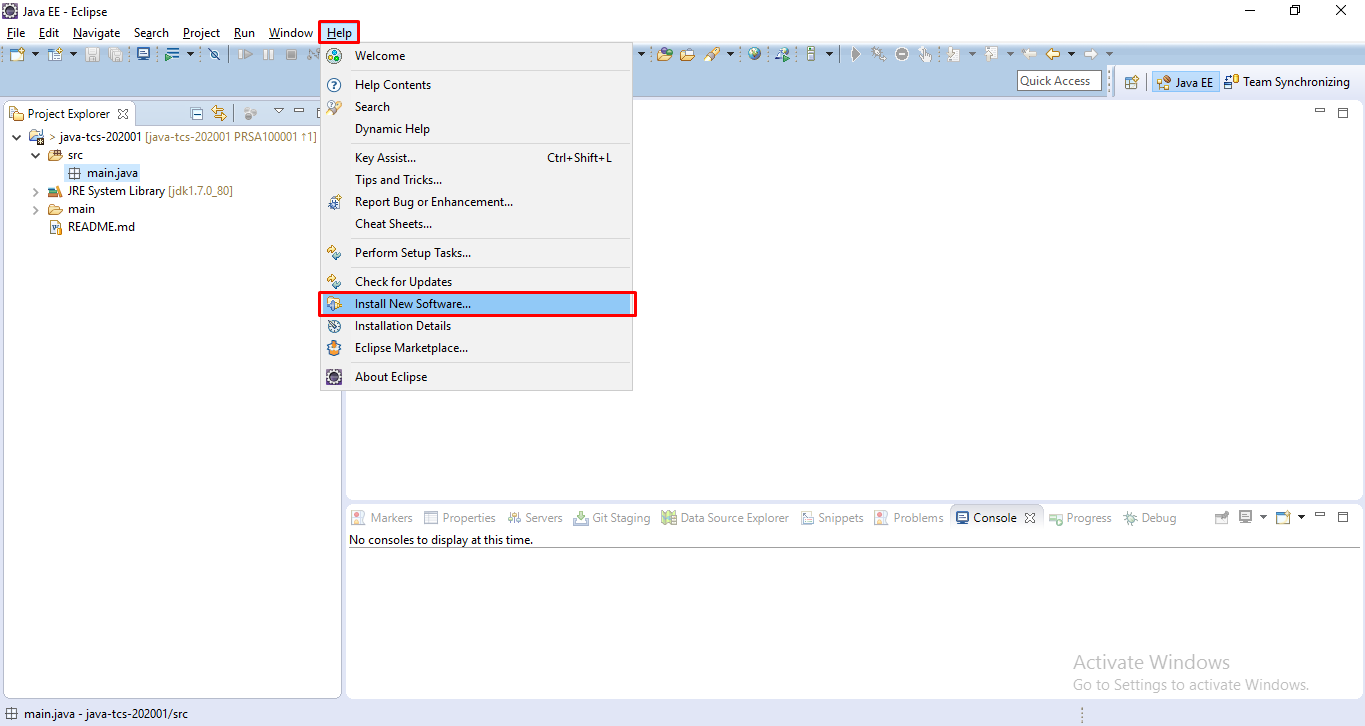 Java EE - Eclipse
File Edit Navigate Search Project Run Window Help
Welcome
Help Contents
Search
Dynamic Help
Key Assist... Ctrl+Shift+L
Tips and Tricks...
Report Bug or Enhancement...
Cheat Sheets...
Perform Setup Tasks...
Check for Updates
Install New Software...
Installation Details
Eclipse Marketplace...
About Eclipse
Quick Access
Java EE Team Synchronizing
Project Explorer
> java-tcs-202001 [java-tcs-202001 PRSA100001 ↑1]
src
main.java
JRE System Library [jdk1.7.0_80]
main
README.md
Markers Properties Servers Git Staging Data Source Explorer Snippets Problems Console Progress Debug
No consoles to display at this time.
Activate Windows
Go to Settings to activate Windows.
main.java - java-tcs-202001/src